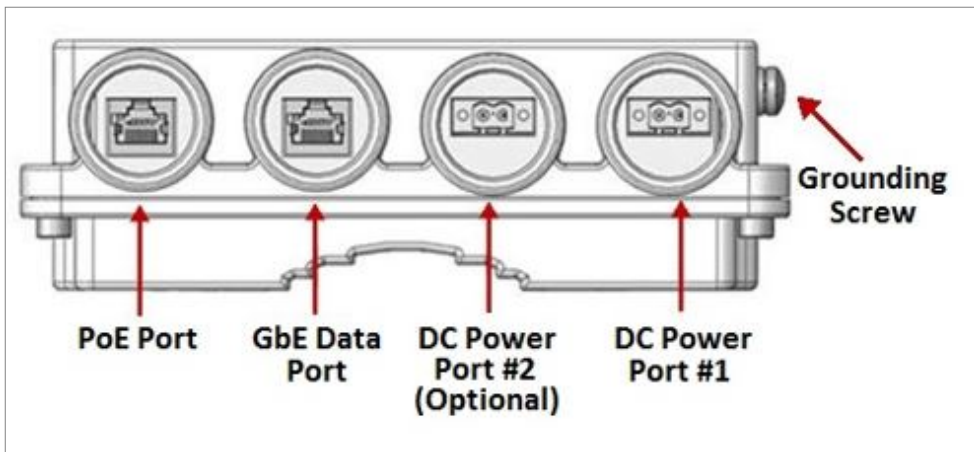 Grounding
Screw
PoE Port
GbE Data
Port
DC Power
Port #2
(Optional)
DC Power
Port #1